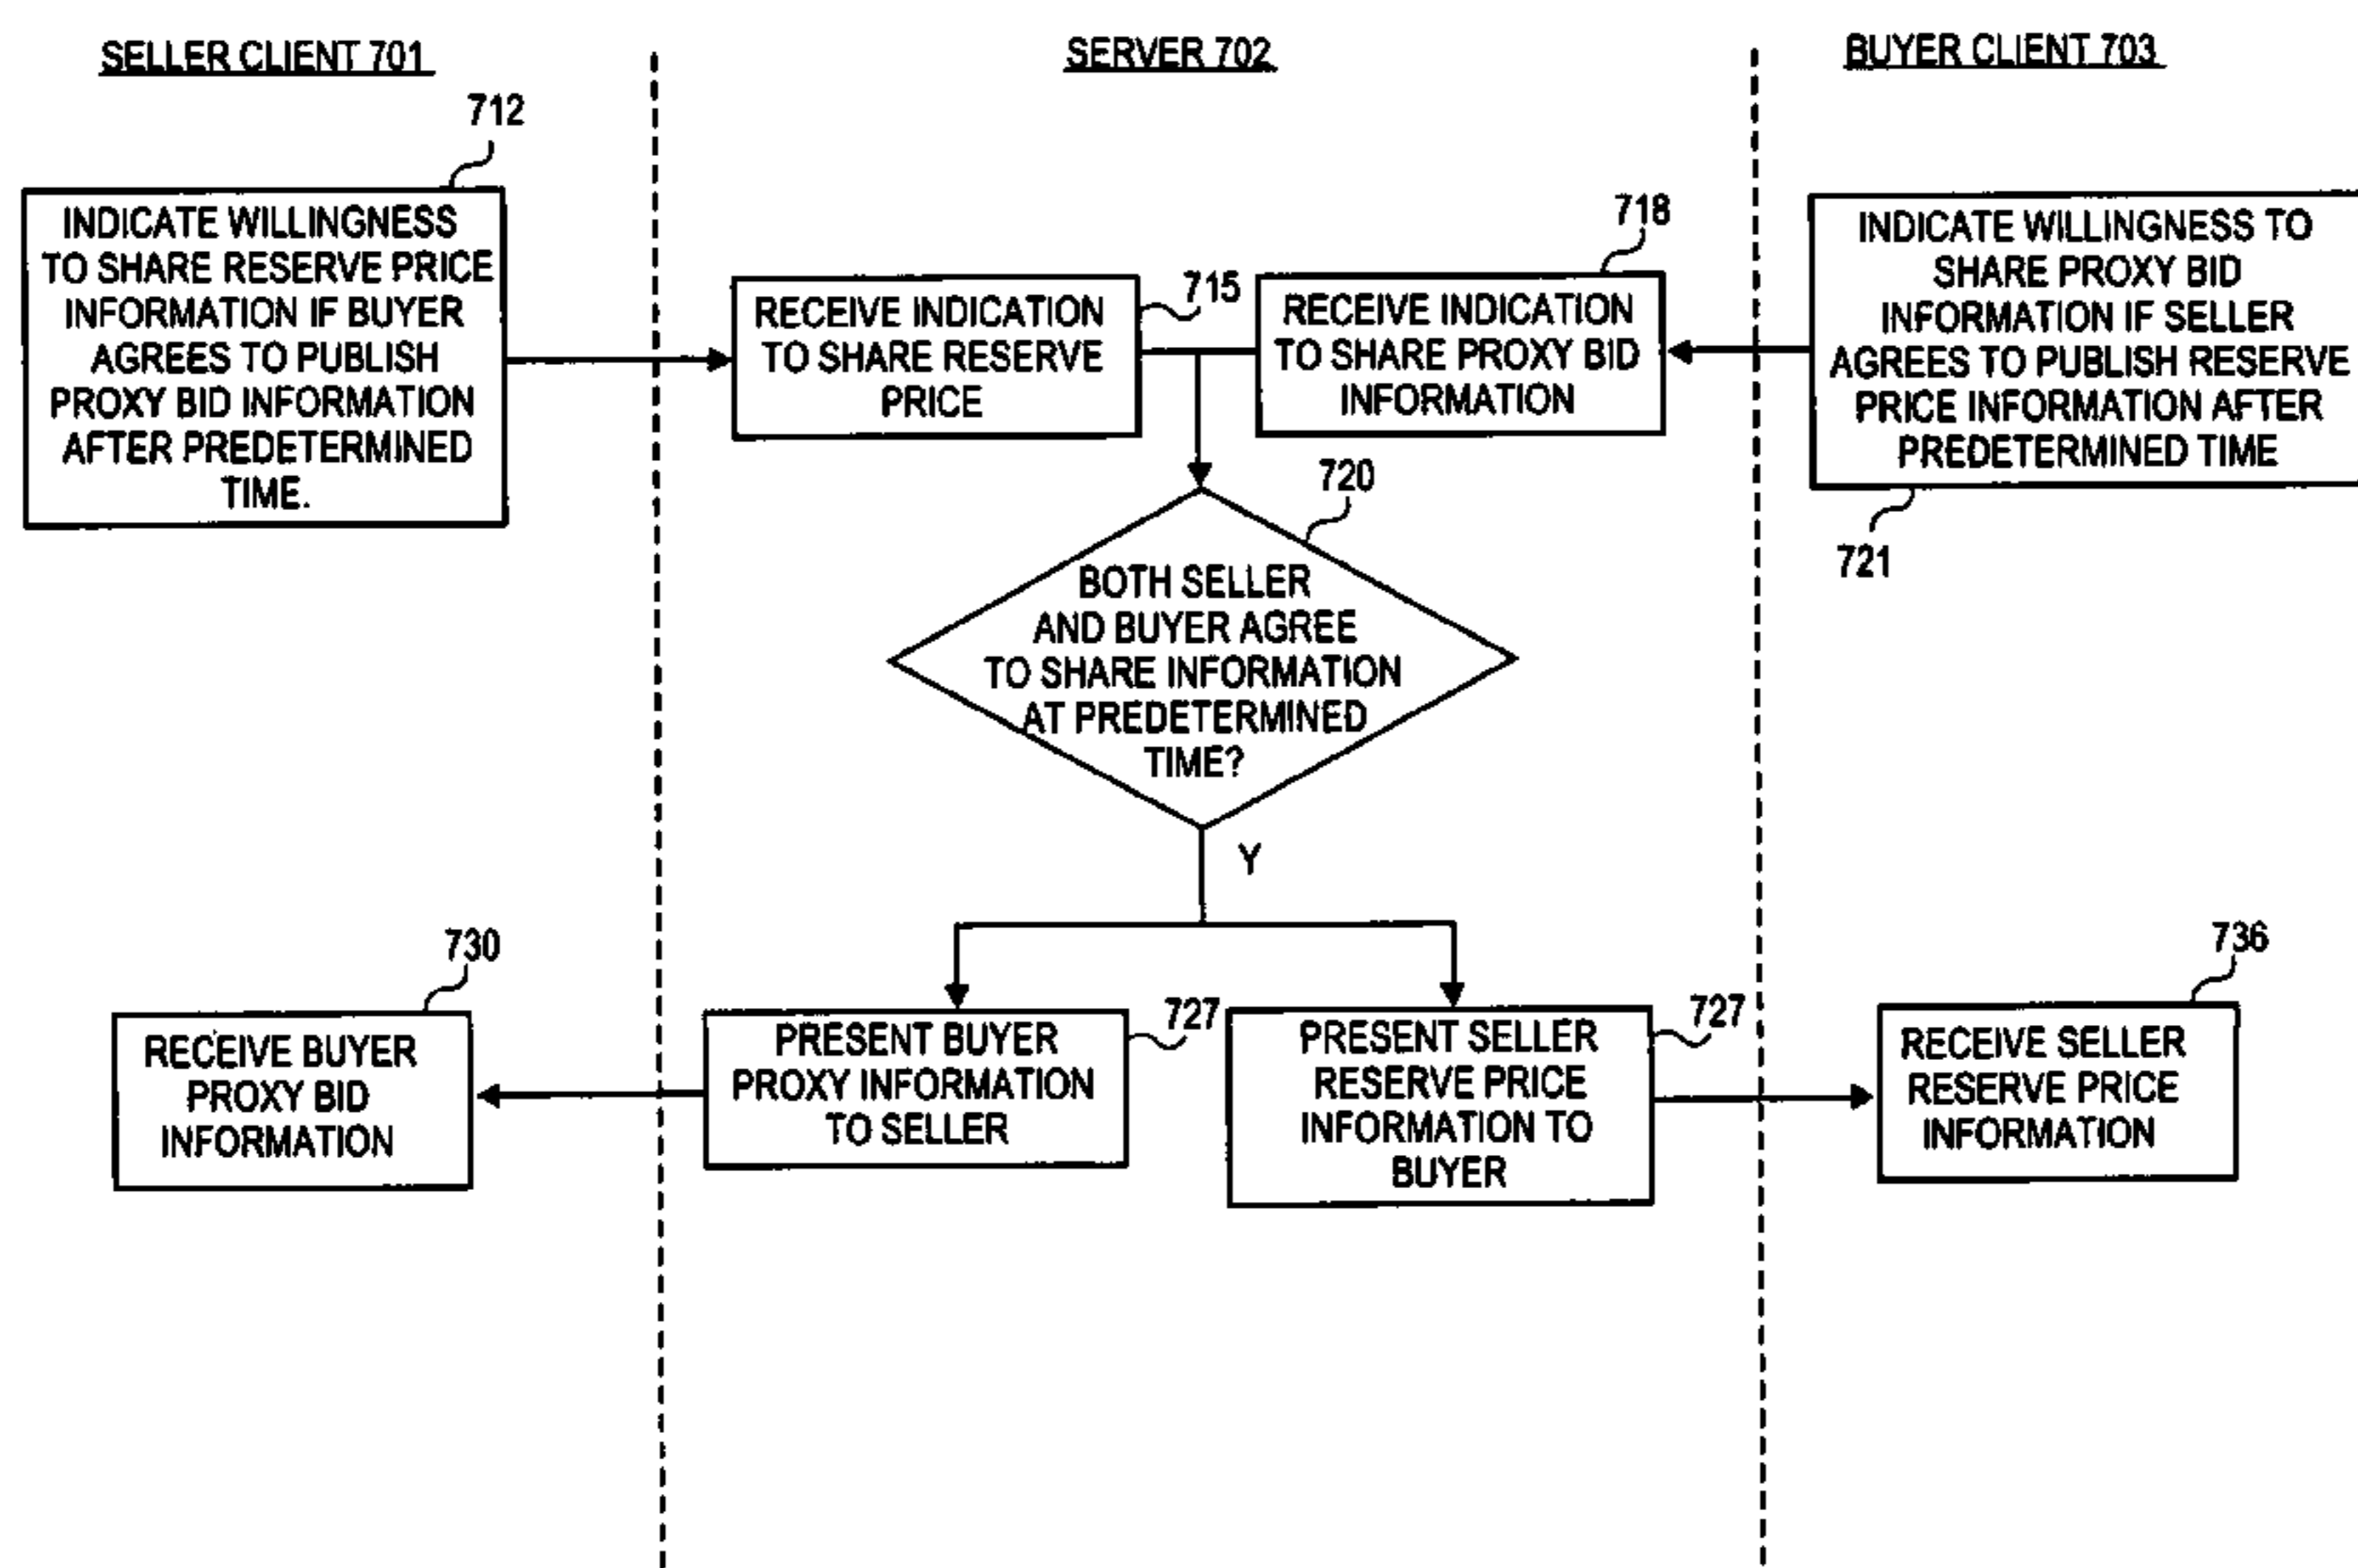 SELLER CLIENT 701
SERVER 702
BUYER CLIENT 703
712
INDICATE WILLINGNESS
TO SHARE RESERVE PRICE
INFORMATION IF BUYER
AGREES TO PUBLISH
PROXY BID INFORMATION
AFTER PREDETERMINED
TIME.
715
RECEIVE INDICATION
TO SHARE RESERVE
PRICE
718
RECEIVE INDICATION
TO SHARE PROXY BID
INFORMATION
INDICATE WILLINGNESS TO
SHARE PROXY BID
INFORMATION IF SELLER
AGREES TO PUBLISH RESERVE
PRICE INFORMATION AFTER
PREDETERMINED TIME
721
720
BOTH SELLER
AND BUYER AGREE
TO SHARE INFORMATION
AT PREDETERMINED
TIME?
Y
730
RECEIVE BUYER
PROXY BID
INFORMATION
727
PRESENT BUYER
PROXY INFORMATION
TO SELLER
727
PRESENT SELLER
RESERVE PRICE
INFORMATION TO
BUYER
736
RECEIVE SELLER
RESERVE PRICE
INFORMATION